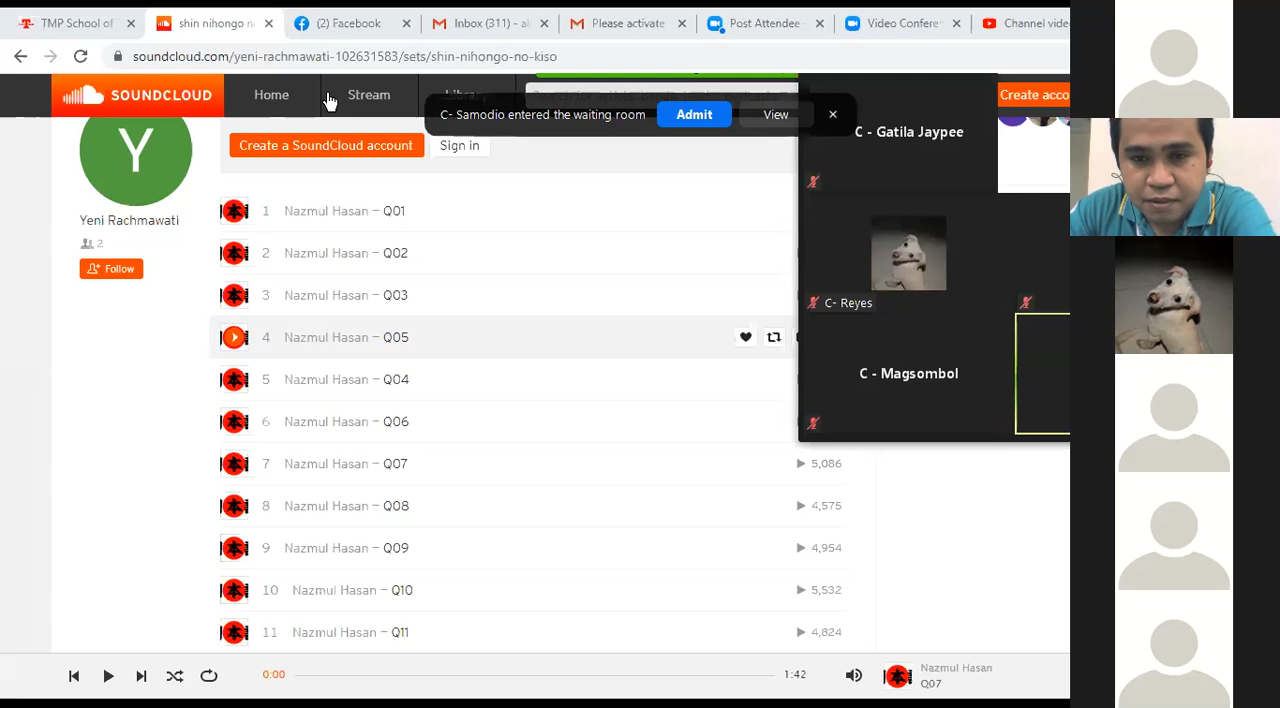 TMP School of
shin nihongo n
(2) Facebook
Inbox (311) - a
Please activate
Post Attendee
Video Conferen
Channel video
soundcloud.com/yeni-rachmawati-102631583/sets/shin-nihongo-no-kiso
SOUNDCLOUD
Home
Stream
Library
Create acco
C- Samodio entered the waiting room
Admit
View
C - Gatila Jaypee
Y
Create a SoundCloud account
Sign in
Yeni Rachmawati
2
Follow
1 Nazmul Hasan – Q01
2 Nazmul Hasan – Q02
3 Nazmul Hasan – Q03
C- Reyes
4 Nazmul Hasan – Q05
5 Nazmul Hasan – Q04
C - Magsombol
6 Nazmul Hasan – Q06
7 Nazmul Hasan – Q07 5,086
8 Nazmul Hasan – Q08 4,575
9 Nazmul Hasan – Q09 4,954
10 Nazmul Hasan – Q10 5,532
11 Nazmul Hasan – Q11 4,824
0:00
1:42
Nazmul Hasan
Q07